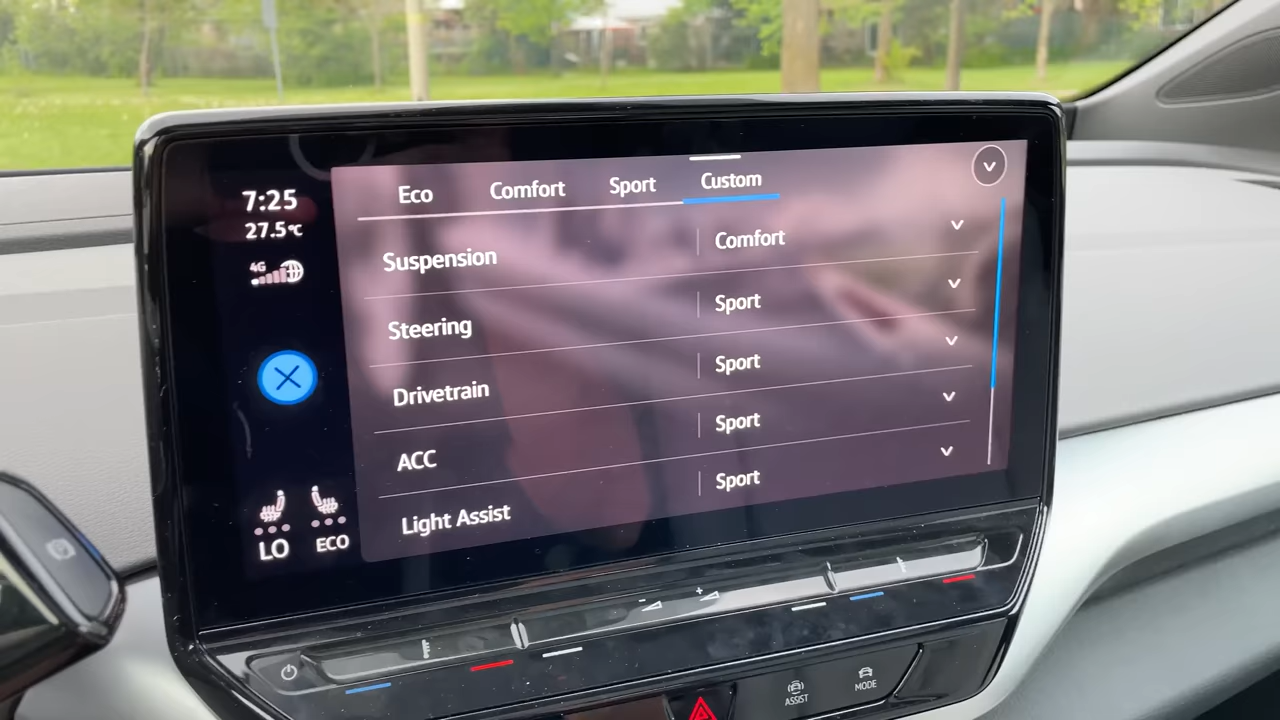 7:25
27.5°C
4G
Eco Comfort Sport Custom
Suspension Comfort
Steering Sport
Drivetrain Sport
ACC Sport
Light Assist Sport
LO ECO
- +
ASSIST MODE